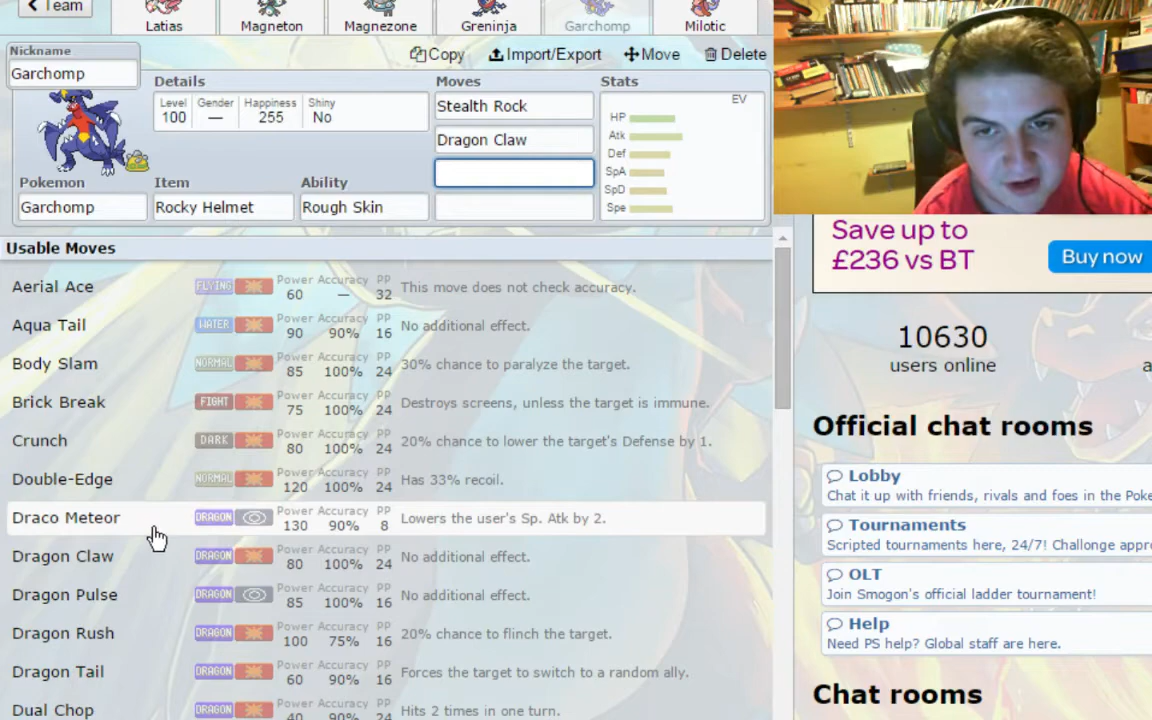 Team
Latias
Magneton
Magnezone
Greninja
Garchomp
Milotic
Copy
Import/Export
Move
Delete
Nickname
Garchomp
Details
Level
100
Gender
—
Happiness
255
Shiny
No
Moves
Stealth Rock
Dragon Claw
Stats
EV
HP
Atk
Def
SpA
SpD
Spe
Pokemon
Garchomp
Item
Rocky Helmet
Ability
Rough Skin
Usable Moves
Aerial Ace FLYING Power 60 Accuracy — PP 32 This move does not check accuracy.
Aqua Tail WATER Power 90 Accuracy 90% PP 16 No additional effect.
Body Slam NORMAL Power 85 Accuracy 100% PP 24 30% chance to paralyze the target.
Brick Break FIGHT Power 75 Accuracy 100% PP 24 Destroys screens, unless the target is immune.
Crunch DARK Power 80 Accuracy 100% PP 24 20% chance to lower the target's Defense by 1.
Double-Edge NORMAL Power 120 Accuracy 100% PP 24 Has 33% recoil.
Draco Meteor DRAGON Power 130 Accuracy 90% PP 8 Lowers the user's Sp. Atk by 2.
Dragon Claw DRAGON Power 80 Accuracy 100% PP 24 No additional effect.
Dragon Pulse DRAGON Power 85 Accuracy 100% PP 16 No additional effect.
Dragon Rush DRAGON Power 100 Accuracy 75% PP 16 20% chance to flinch the target.
Dragon Tail DRAGON Power 60 Accuracy 90% PP 16 Forces the target to switch to a random ally.
Dual Chop DRAGON Power 40 Accuracy 90% PP 24 Hits 2 times in one turn.
Save up to
£236 vs BT
Buy now
10630
users online
Official chat rooms
Lobby
Chat it up with friends, rivals and foes in the Poke
Tournaments
Scripted tournaments here, 24/7! Challonge appr
OLT
Join Smogon's official ladder tournament!
Help
Need PS help? Global staff are here.
Chat rooms